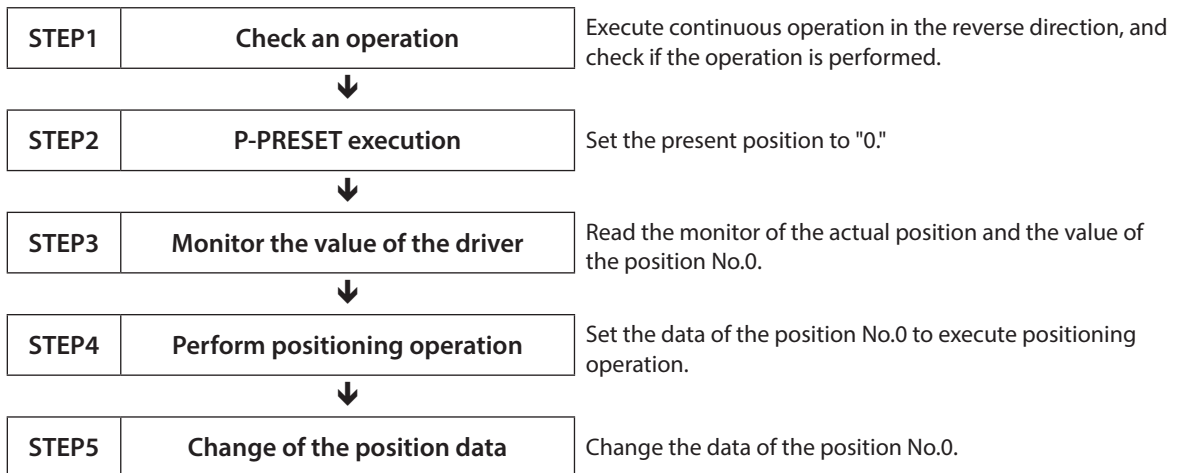 STEP1 Check an operation Execute continuous operation in the reverse direction, and
check if the operation is performed.
STEP2 P-PRESET execution Set the present position to "0."
STEP3 Monitor the value of the driver Read the monitor of the actual position and the value of
the position No.0.
STEP4 Perform positioning operation Set the data of the position No.0 to execute positioning
operation.
STEP5 Change of the position data Change the data of the position No.0.